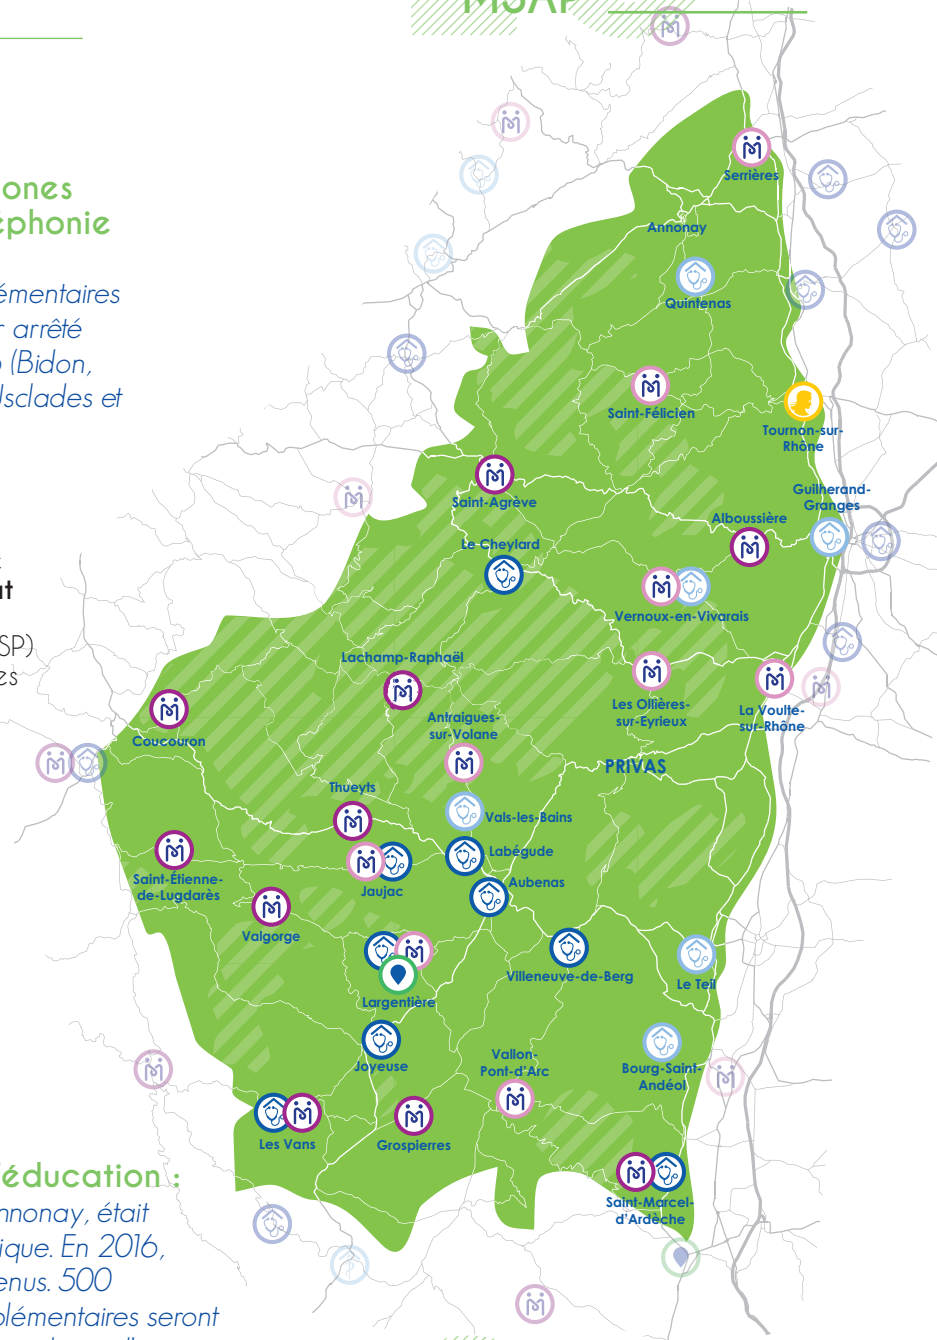 MSAP
ones
éphonie
émentaires
r arrêté
(Bidon,
Usclades et
at
SP)
es
Serrières
Annonay
Quintenas
Saint-Félicien
Tournon-sur-
Rhône
Guilherand-
Granges
Saint-Agrève
Alboussière
Le Cheylard
Vernoux-en-Vivarais
Lachamp-Raphaël
Les Ollières-
sur-Eyrieux
La Voulte-
sur-Rhône
Coucouron
Antraigues-
sur-Volane
PRIVAS
Thueyts
Vals-les-Bains
Labégude
Jaujac
Aubenas
Saint-Étienne-
de-Lugdarès
Valgorge
Villeneuve-de-Berg
Le Teil
Largentière
Joyeuse
Vallon-
Pont-d'Arc
Bourg-Saint-
Andéol
Les Vans
Grospierres
Saint-Marcel-
d'Ardèche
'éducation :
nnonay, était
ique. En 2016,
enus. 500
plémentaires seront